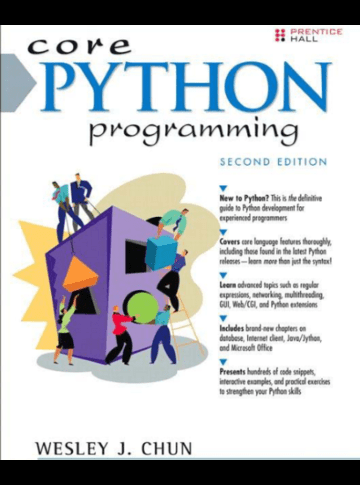 PRENTICE
HALL
core
PYTHON
programming
SECOND EDITION
New to Python? This is the definitive
guide to Python development for
experienced programmers
Covers core language features thoroughly,
including those found in the latest Python
releases—learn more than just the syntax!
Learn advanced topics such as regular
expressions, networking, multithreading,
GUI, Web/CGI, and Python extensions
Includes brand-new chapters on
database, Internet client, Java/Jython,
and Microsoft Office
Presents hundreds of code snippets,
interactive examples, and practical exercises
to strengthen your Python skills
WESLEY J. CHUN